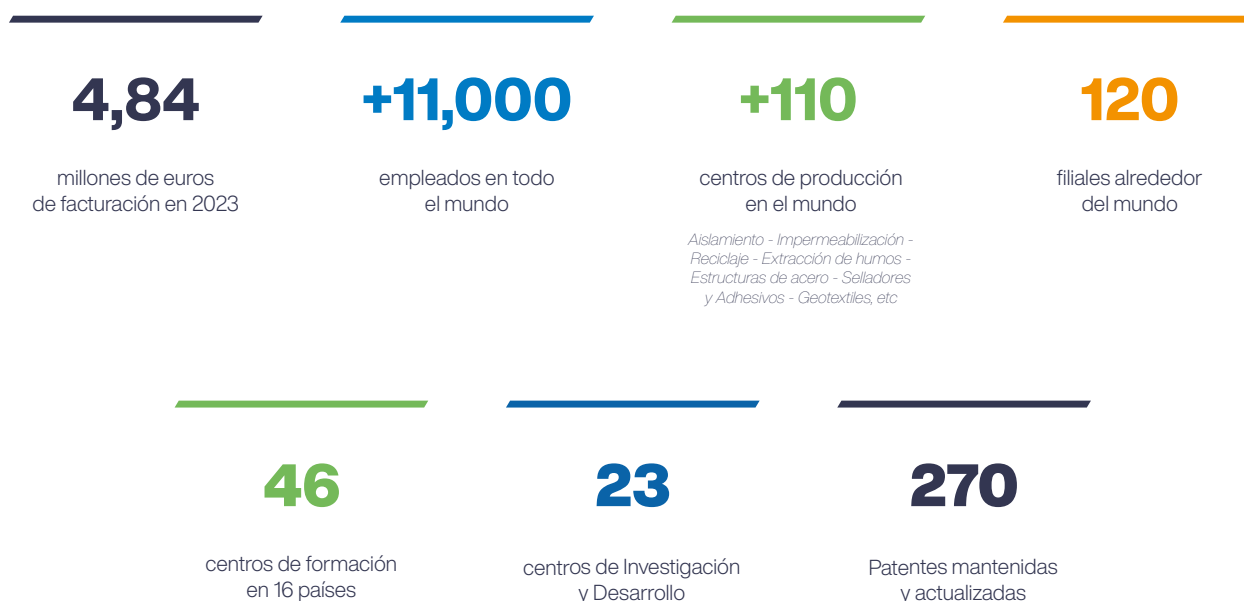 4,84
millones de euros
de facturación en 2023
+11,000
empleados en todo
el mundo
+110
centros de producción
en el mundo
Aislamiento - Impermeabilización -
Reciclaje - Extracción de humos -
Estructuras de acero - Selladores
y Adhesivos - Geotextiles, etc
120
filiales alrededor
del mundo
46
centros de formación
en 16 países
23
centros de Investigación
y Desarrollo
270
Patentes mantenidas
y actualizadas